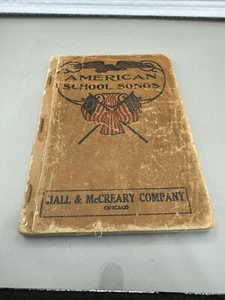 AMERICAN
SCHOOL SONGS
HALL & McCREARY COMPANY
CHICAGO